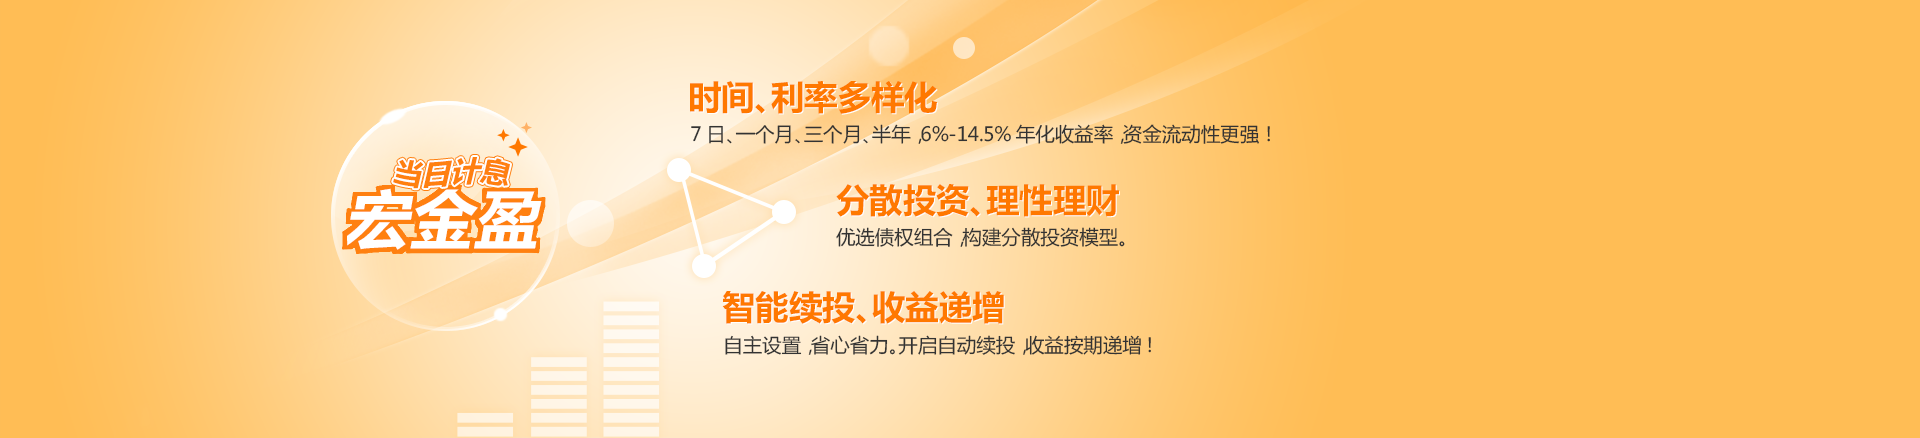 当日计息
宏金盈
时间、利率多样化
7日、一个月、三个月、半年,6%-14.5%年化收益率,资金流动性更强!
分散投资、理性理财
优选债权组合,构建分散投资模型。
智能续投、收益递增
自主设置,省心省力。开启自动续投,收益按期递增!